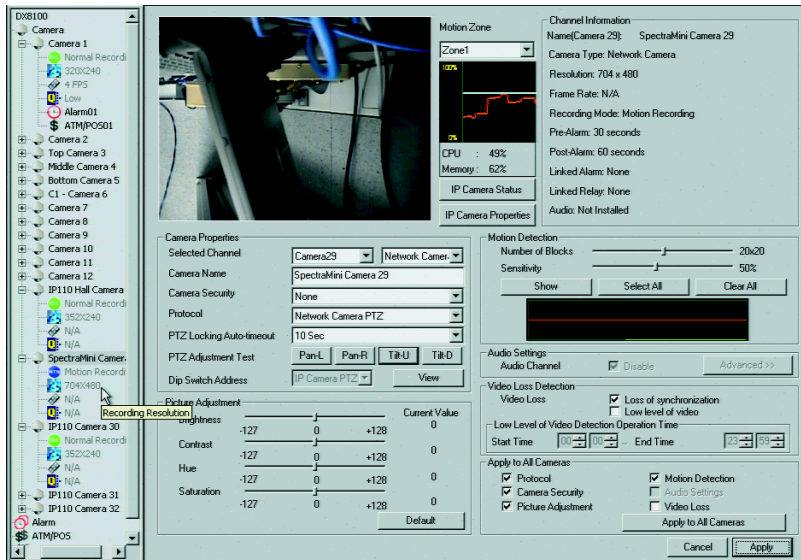 DX8100
Camera
Camera 1
Normal Recordi
320X240
4 FPS
Low
Alarm01
ATM/POS01
Camera 2
Top Camera 3
Middle Camera 4
Bottom Camera 5
C1 - Camera 6
Camera 7
Camera 8
Camera 9
Camera 10
Camera 11
Camera 12
IP110 Hall Camera
Normal Recordi
352X240
N/A
N/A
SpectraMini Camer
Motion Recordi
704X480
N/A
N/A
Recording Resolution
IP110 Camera 30
Normal Recordi
352X240
N/A
N/A
IP110 Camera 31
IP110 Camera 32
Alarm
ATM/POS
Motion Zone
Zone1
100%
0%
CPU : 49%
Memory : 62%
IP Camera Status
IP Camera Properties
Channel Information
Name(Camera 29): SpectraMini Camera 29
Camera Type: Network Camera
Resolution: 704 x 480
Frame Rate: N/A
Recording Mode: Motion Recording
Pre-Alarm: 30 seconds
Post-Alarm: 60 seconds
Linked Alarm: None
Linked Relay: None
Audio: Not Installed
Camera Properties
Selected Channel Camera29 Network Camer
Camera Name SpectraMini Camera 29
Camera Security None
Protocol Network Camera PTZ
PTZ Locking Auto-timeout 10 Sec
PTZ Adjustment Test Pan-L Pan-R Tilt-U Tilt-D
Dip Switch Address IP Camera PTZ View
Picture Adjustment
Current Value
Brightness -127 0 +128 0
Contrast -127 0 +128 0
Hue -127 0 +128 0
Saturation -127 0 +128 0
Default
Motion Detection
Number of Blocks 20x20
Sensitivity 50%
Show Select All Clear All
Audio Settings
Audio Channel Disable Advanced >>
Video Loss Detection
Video Loss Loss of synchronization
Low level of video
Low Level of Video Detection Operation Time
Start Time 00 00 ~ End Time 23 59
Apply to All Cameras
Protocol Motion Detection
Camera Security Audio Settings
Picture Adjustment Video Loss
Apply to All Cameras
Cancel Apply